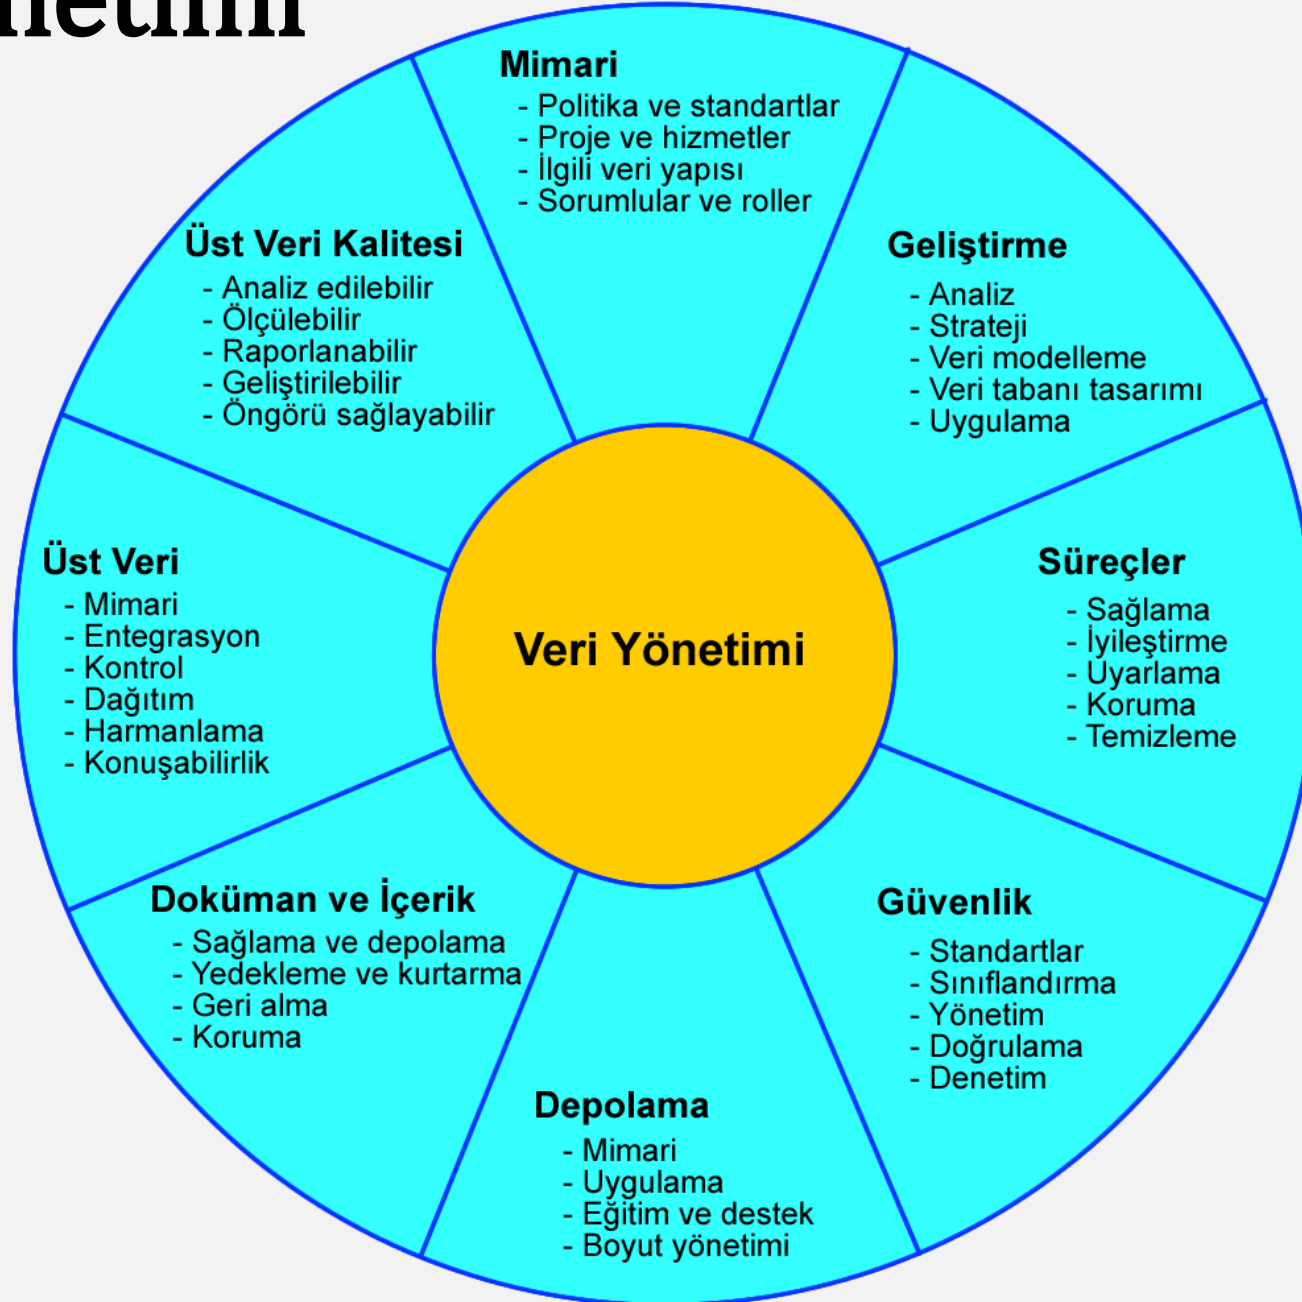 Mimari
- Politika ve standartlar
- Proje ve hizmetler
- İlgili veri yapısı
- Sorumlular ve roller
Geliştirme
- Analiz
- Strateji
- Veri modelleme
- Veri tabanı tasarımı
- Uygulama
Süreçler
- Sağlama
- İyileştirme
- Uyarlama
- Koruma
- Temizleme
Güvenlik
- Standartlar
- Sınıflandırma
- Yönetim
- Doğrulama
- Denetim
Depolama
- Mimari
- Uygulama
- Eğitim ve destek
- Boyut yönetimi
Doküman ve İçerik
- Sağlama ve depolama
- Yedekleme ve kurtarma
- Geri alma
- Koruma
Üst Veri
- Mimari
- Entegrasyon
- Kontrol
- Dağıtım
- Harmanlama
- Konuşabilirlik
Üst Veri Kalitesi
- Analiz edilebilir
- Ölçülebilir
- Raporlanabilir
- Geliştirilebilir
- Öngörü sağlayabilir
Veri Yönetimi